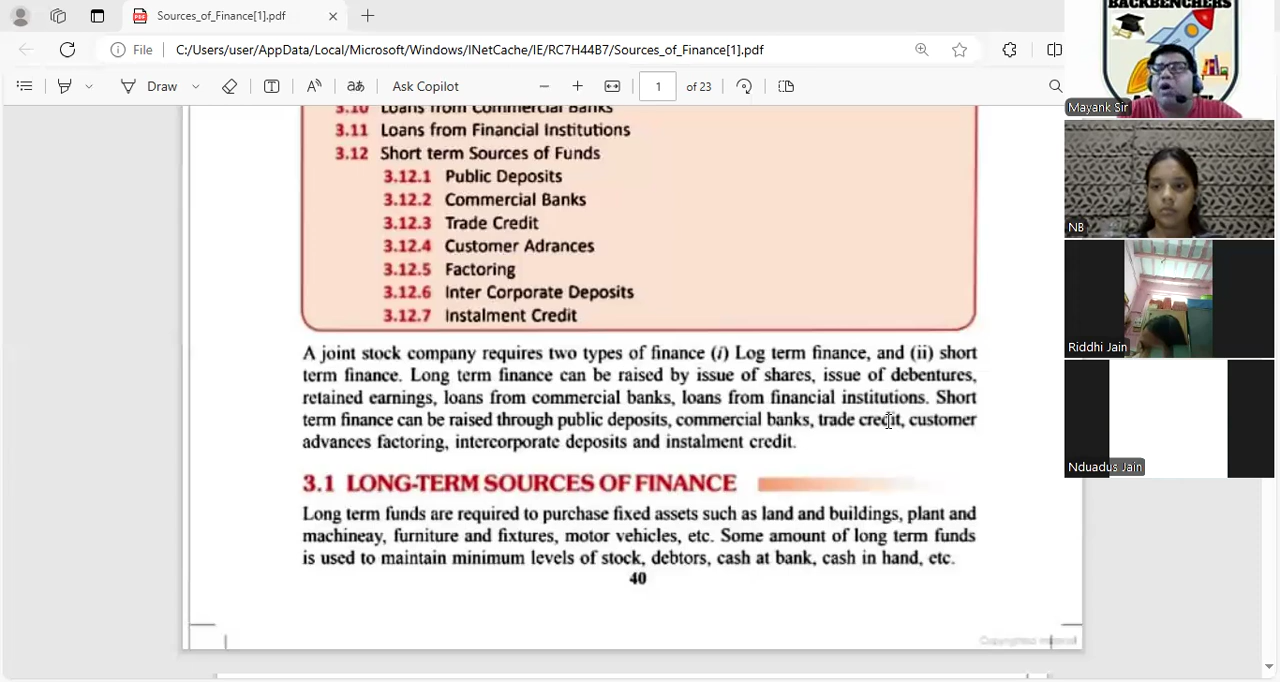 Sources_of_Finance[1].pdf
File C:/Users/user/AppData/Local/Microsoft/Windows/INetCache/IE/RC7H44B7/Sources_of_Finance[1].pdf
Draw Ask Copilot 1 of 23
3.10 Loans from Commercial Banks
3.11 Loans from Financial Institutions
3.12 Short term Sources of Funds
3.12.1 Public Deposits
3.12.2 Commercial Banks
3.12.3 Trade Credit
3.12.4 Customer Adrances
3.12.5 Factoring
3.12.6 Inter Corporate Deposits
3.12.7 Instalment Credit
A joint stock company requires two types of finance (i) Log term finance, and (ii) short
term finance. Long term finance can be raised by issue of shares, issue of debentures,
retained earnings, loans from commercial banks, loans from financial institutions. Short
term finance can be raised through public deposits, commercial banks, trade credit, customer
advances factoring, intercorporate deposits and instalment credit.
3.1 LONG-TERM SOURCES OF FINANCE
Long term funds are required to purchase fixed assets such as land and buildings, plant and
machineay, furniture and fixtures, motor vehicles, etc. Some amount of long term funds
is used to maintain minimum levels of stock, debtors, cash at bank, cash in hand, etc.
40
Copyrighted material
BACKBENCHERS
Mayank Sir
NB
Riddhi Jain
Nduadus Jain